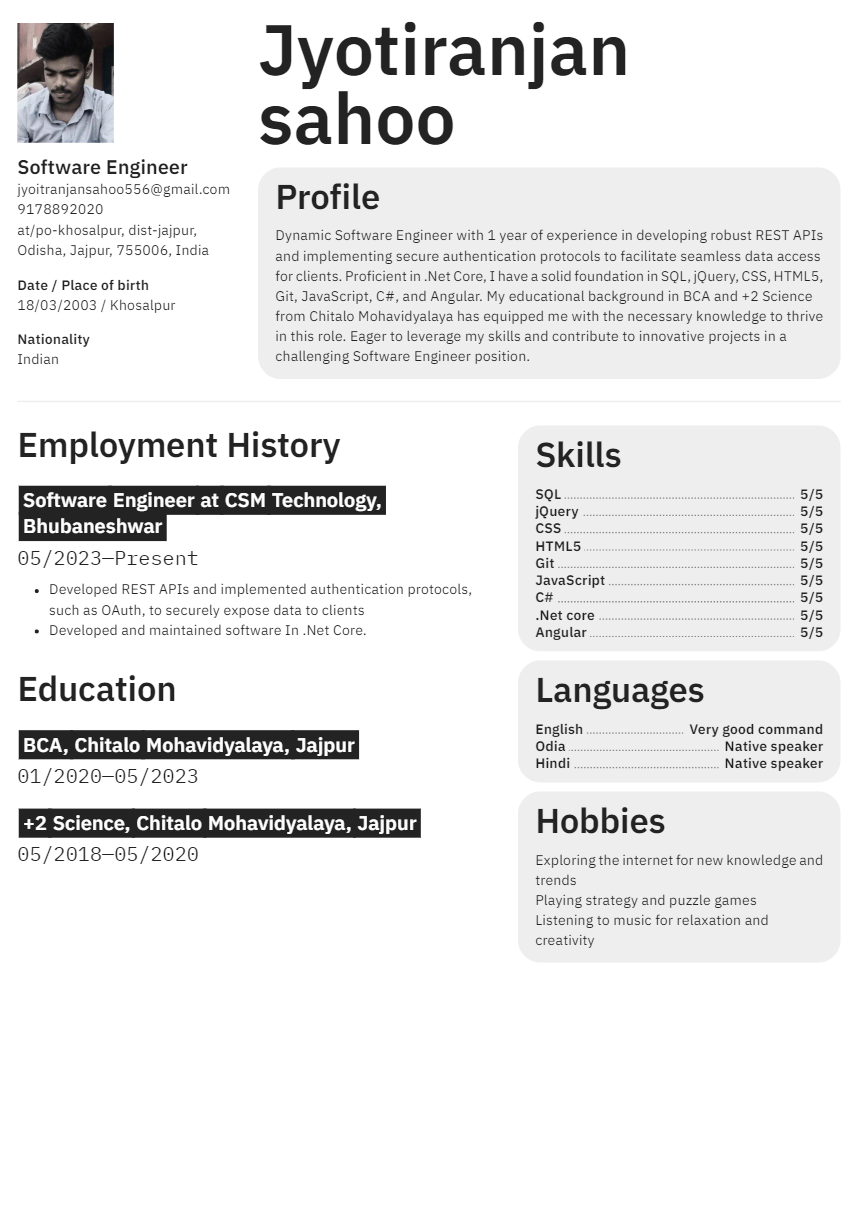 Jyotiranjan
sahoo
Software Engineer
jyoitranjansahoo556@gmail.com
9178892020
at/po-khosalpur, dist-jajpur,
Odisha, Jajpur, 755006, India
Date / Place of birth
18/03/2003 / Khosalpur
Nationality
Indian
Profile
Dynamic Software Engineer with 1 year of experience in developing robust REST APIs
and implementing secure authentication protocols to facilitate seamless data access
for clients. Proficient in .Net Core, I have a solid foundation in SQL, jQuery, CSS, HTML5,
Git, JavaScript, C#, and Angular. My educational background in BCA and +2 Science
from Chitalo Mohavidyalaya has equipped me with the necessary knowledge to thrive
in this role. Eager to leverage my skills and contribute to innovative projects in a
challenging Software Engineer position.
Employment History
Software Engineer at CSM Technology,
Bhubaneshwar
05/2023—Present
• Developed REST APIs and implemented authentication protocols,
such as OAuth, to securely expose data to clients
• Developed and maintained software In .Net Core.
Education
BCA, Chitalo Mohavidyalaya, Jajpur
01/2020—05/2023
+2 Science, Chitalo Mohavidyalaya, Jajpur
05/2018—05/2020
Skills
SQL 5/5
jQuery 5/5
CSS 5/5
HTML5 5/5
Git 5/5
JavaScript 5/5
C# 5/5
.Net core 5/5
Angular 5/5
Languages
English Very good command
Odia Native speaker
Hindi Native speaker
Hobbies
Exploring the internet for new knowledge and
trends
Playing strategy and puzzle games
Listening to music for relaxation and
creativity